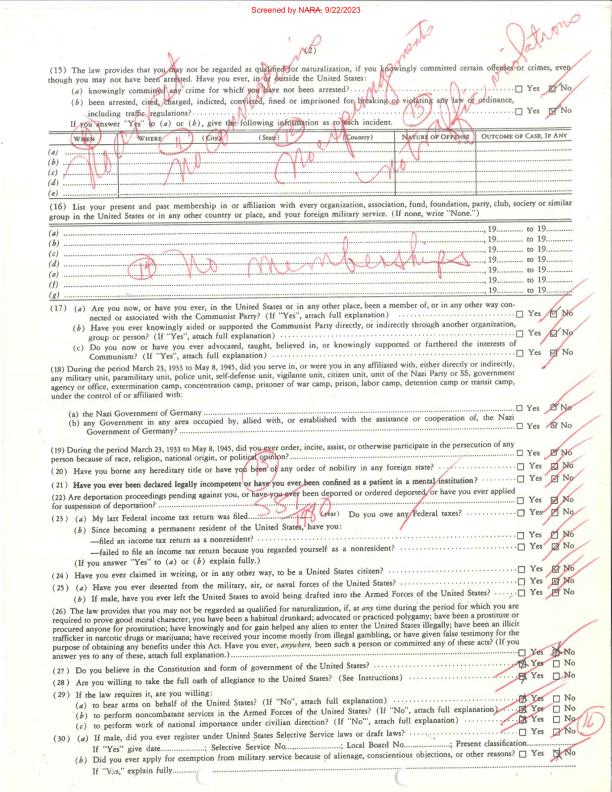 Screened by NARA, 9/22/2023
(2)
(15) The law provides that you may not be regarded as qualified for naturalization, if you knowingly committed certain offenses or crimes, even
though you may not have been arrested. Have you ever, in or outside the United States:
(a) knowingly committed any crime for which you have not been arrested? ☐ Yes ☒ No
(b) been arrested, cited, charged, indicted, convicted, fined or imprisoned for breaking or violating any law or ordinance,
including traffic regulations? ☐ Yes ☒ No
If you answer "Yes" to (a) or (b), give the following information as to each incident.
WHEN WHERE (City) (State) (Country) NATURE OF OFFENSE OUTCOME OF CASE, IF ANY
No arrests
11 no convictions
12 No expungments
13 no traffic violations
(a)
(b)
(c)
(d)
(e)
(16) List your present and past membership in or affiliation with every organization, association, fund, foundation, party, club, society or similar
group in the United States or in any other country or place, and your foreign military service. (If none, write "None.")
(a) , 19 to 19
(b) , 19 to 19
(c) , 19 to 19
(d) , 19 to 19
(e) , 19 to 19
(f) , 19 to 19
(g) , 19 to 19
14 No memberships
(17) (a) Are you now, or have you ever, in the United States or in any other place, been a member of, or in any other way con-
nected or associated with the Communist Party? (If "Yes", attach full explanation) ☐ Yes ☒ No
(b) Have you ever knowingly aided or supported the Communist Party directly, or indirectly through another organization,
group or person? (If "Yes", attach full explanation) ☐ Yes ☒ No
(c) Do you now or have you ever advocated, taught, believed in, or knowingly supported or furthered the interests of
Communism? (If "Yes", attach full explanation) ☐ Yes ☒ No
(18) During the period March 23, 1933 to May 8, 1945, did you serve in, or were you in any affiliated with, either directly or indirectly,
any military unit, paramilitary unit, police unit, self-defense unit, vigilante unit, citizen unit, unit of the Nazi Party or SS, government
agency or office, extermination camp, concentration camp, prisoner of war camp, prison, labor camp, detention camp or transit camp,
under the control of or affiliated with:
(a) the Nazi Government of Germany ☐ Yes ☒ No
(b) any Government in any area occupied by, allied with, or established with the assistance or cooperation of, the Nazi
Government of Germany? ☐ Yes ☒ No
(19) During the period March 23, 1933 to May 8, 1945, did you ever order, incite, assist, or otherwise participate in the persecution of any
person because of race, religion, national origin, or political opinion? ☐ Yes ☒ No
(20) Have you borne any hereditary title or have you been of any order of nobility in any foreign state? ☐ Yes ☒ No
(21) Have you ever been declared legally incompetent or have you ever been confined as a patient in a mental institution? ☐ Yes ☒ No
(22) Are deportation proceedings pending against you, or have you ever been deported or ordered deported, or have you ever applied
for suspension of deportation? ☐ Yes ☒ No
(23) (a) My last Federal income tax return was filed 1980 (year) Do you owe any Federal taxes? ☐ Yes ☒ No
(b) Since becoming a permanent resident of the United States, have you:
—filed an income tax return as a nonresident? ☐ Yes ☒ No
—failed to file an income tax return because you regarded yourself as a nonresident? ☐ Yes ☒ No
(If you answer "Yes" to (a) or (b) explain fully.)
(24) Have you ever claimed in writing, or in any other way, to be a United States citizen? ☐ Yes ☒ No
(25) (a) Have you ever deserted from the military, air, or naval forces of the United States? ☐ Yes ☒ No
(b) If male, have you ever left the United States to avoid being drafted into the Armed Forces of the United States? ☐ Yes ☒ No
(26) The law provides that you may not be regarded as qualified for naturalization, if, at any time during the period for which you are
required to prove good moral character, you have been a habitual drunkard; advocated or practiced polygamy; have been a prostitute or
procured anyone for prostitution; have knowingly and for gain helped any alien to enter the United States illegally; have been an illicit
trafficker in narcotic drugs or marijuana; have received your income mostly from illegal gambling, or have given false testimony for the
purpose of obtaining any benefits under this Act. Have you ever, anywhere, been such a person or committed any of these acts? (If you
answer yes to any of these, attach full explanation.) ☐ Yes ☒ No
(27) Do you believe in the Constitution and form of government of the United States? ☒ Yes ☐ No
(28) Are you willing to take the full oath of allegiance to the United States? (See Instructions) ☒ Yes ☐ No
(29) If the law requires it, are you willing:
(a) to bear arms on behalf of the United States? (If "No", attach full explanation) ☒ Yes ☐ No
(b) to perform noncombatant services in the Armed Forces of the United States? (If "No", attach full explanation) ☒ Yes ☐ No
(c) to perform work of national importance under civilian direction? (If "No", attach full explanation) ☒ Yes ☐ No
16
(30) (a) If male, did you ever register under United States Selective Service laws or draft laws? ☐ Yes ☐ No
If "Yes" give date ; Selective Service No. ; Local Board No. ; Present classification
(b) Did you ever apply for exemption from military service because of alienage, conscientious objections, or other reasons? ☐ Yes ☒ No
If "Yes," explain fully